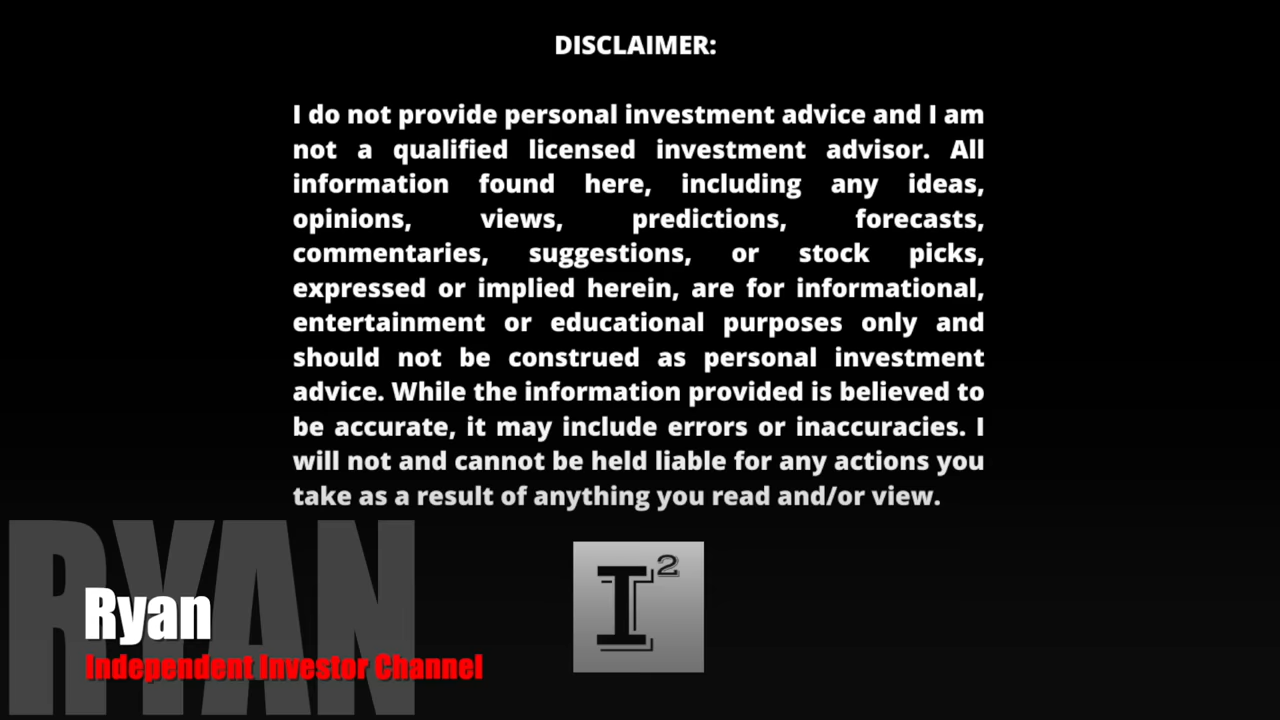 DISCLAIMER:
I do not provide personal investment advice and I am
not a qualified licensed investment advisor. All
information found here, including any ideas,
opinions, views, predictions, forecasts,
commentaries, suggestions, or stock picks,
expressed or implied herein, are for informational,
entertainment or educational purposes only and
should not be construed as personal investment
advice. While the information provided is believed to
be accurate, it may include errors or inaccuracies. I
will not and cannot be held liable for any actions you
take as a result of anything you read and/or view.
RYAN
Ryan
Independent Investor Channel
I²